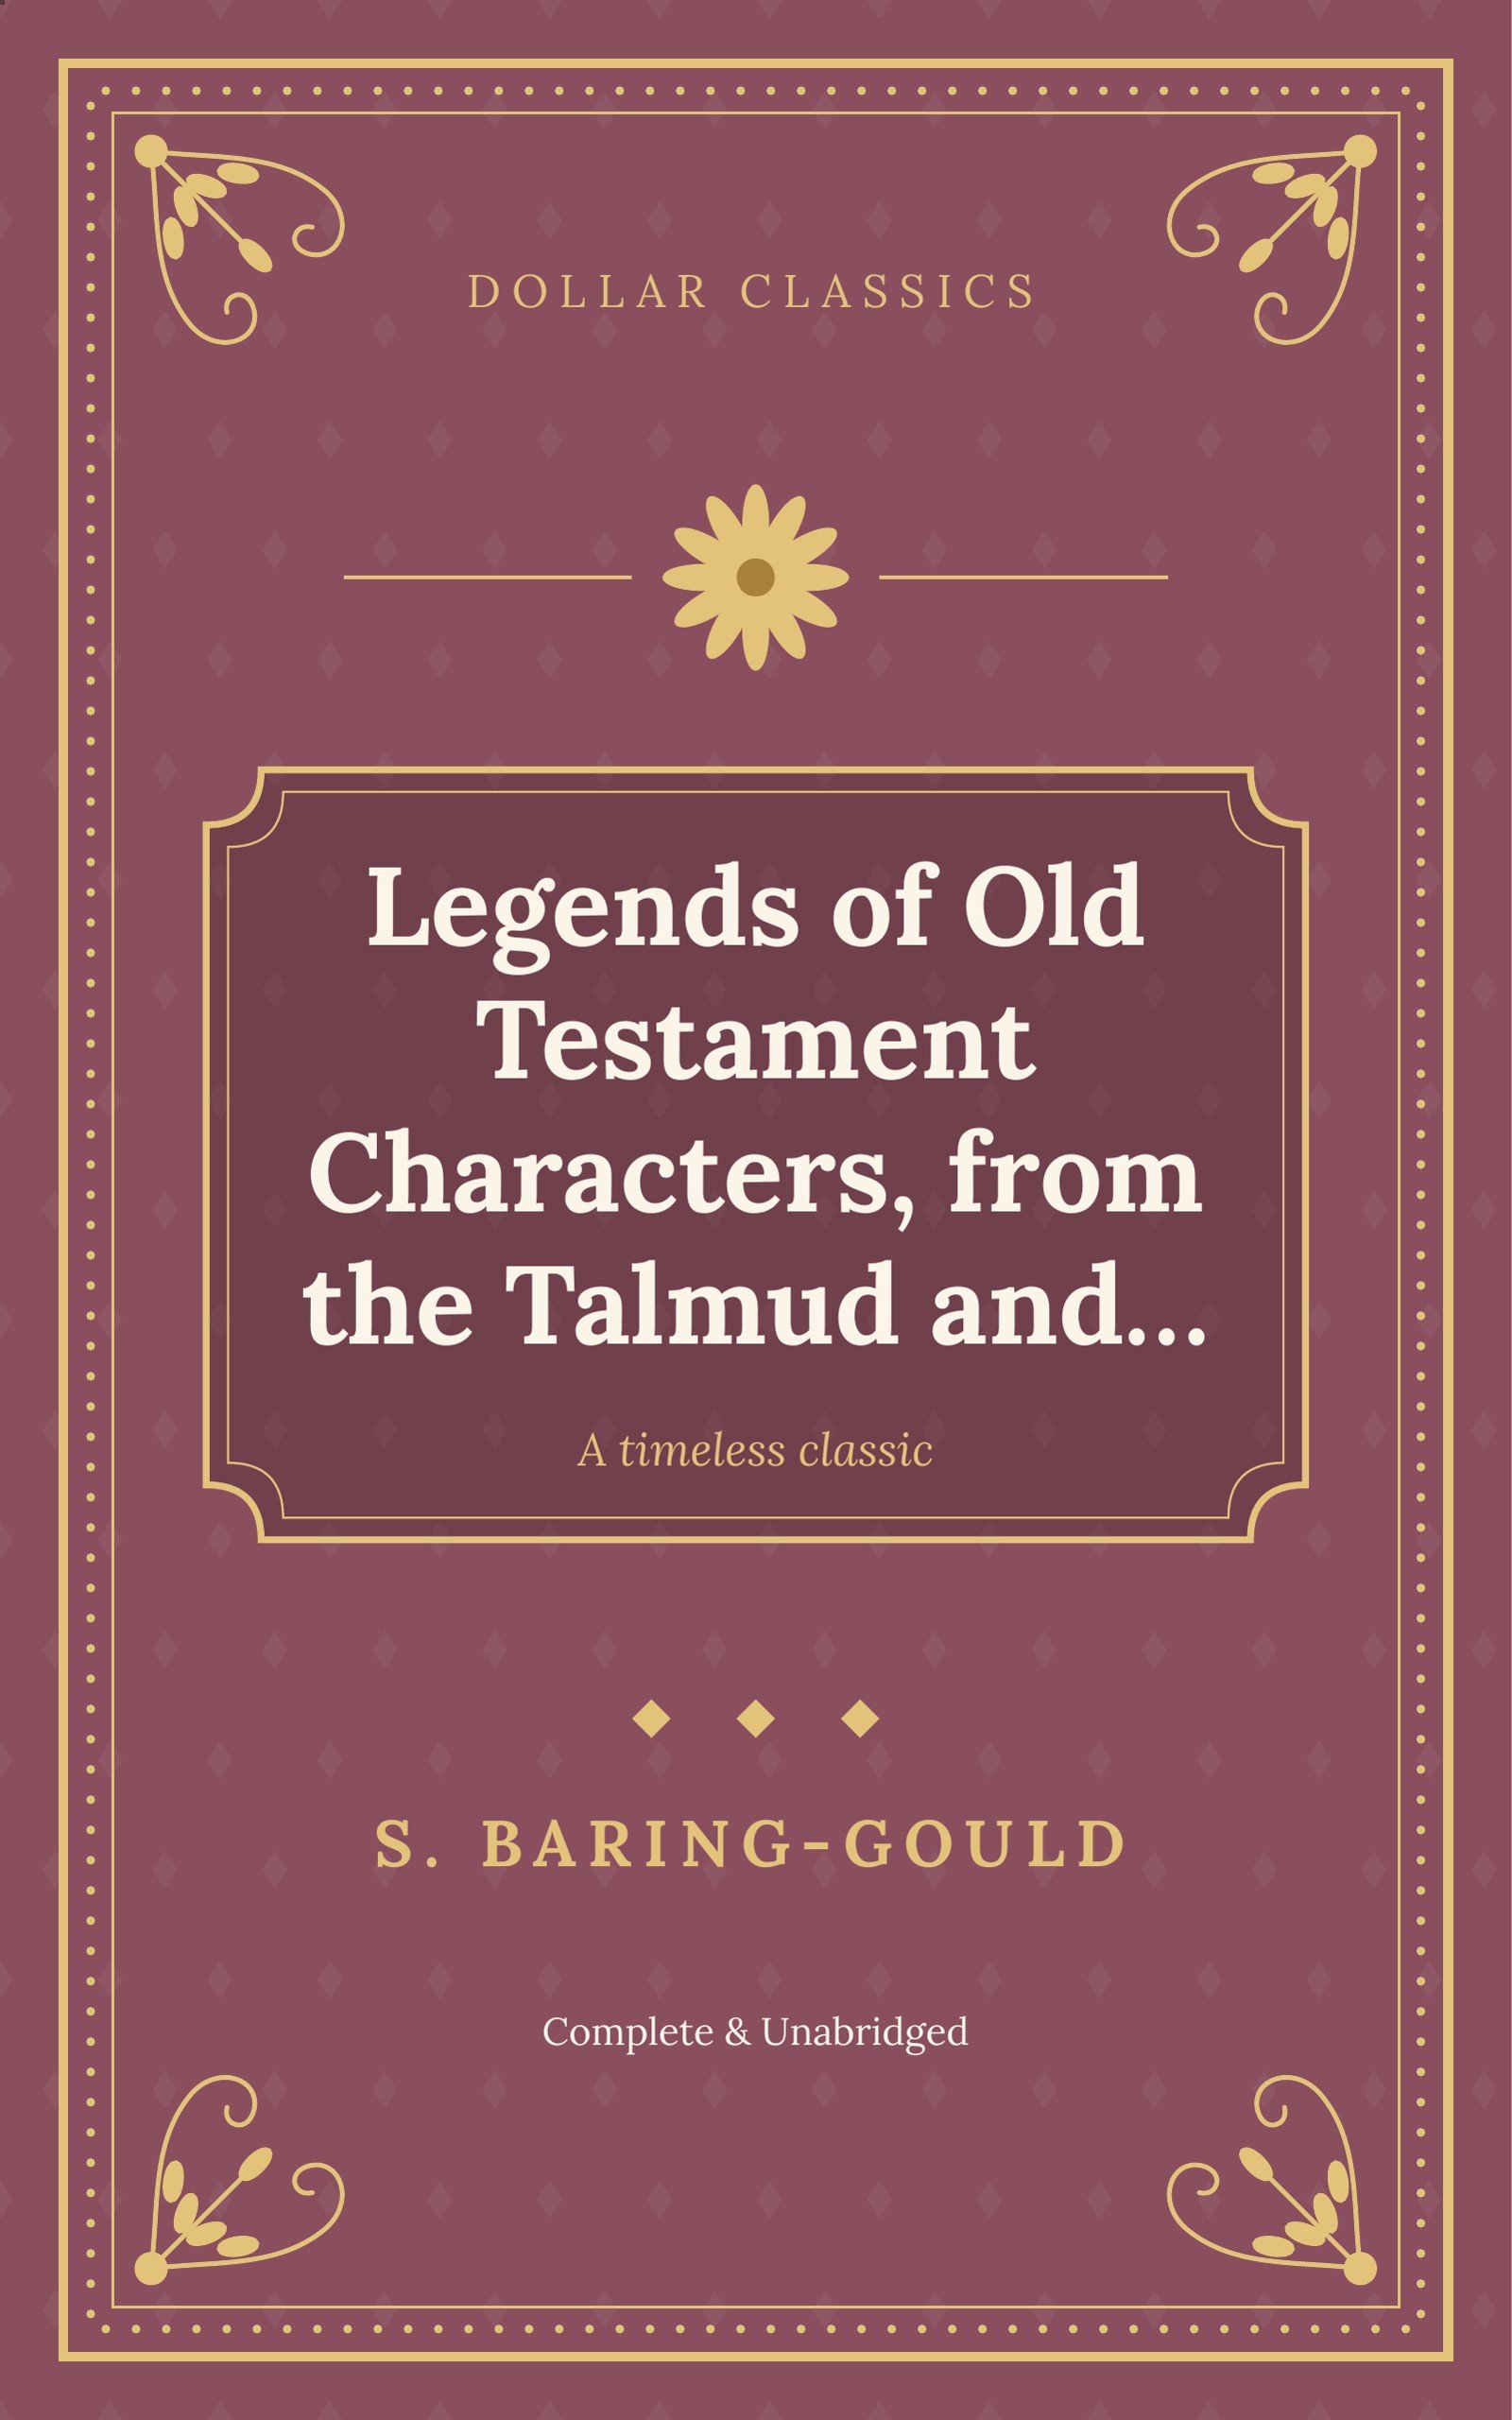 DOLLAR CLASSICS
Legends of Old
Testament
Characters, from
the Talmud and...
A timeless classic
S. BARING-GOULD
Complete & Unabridged